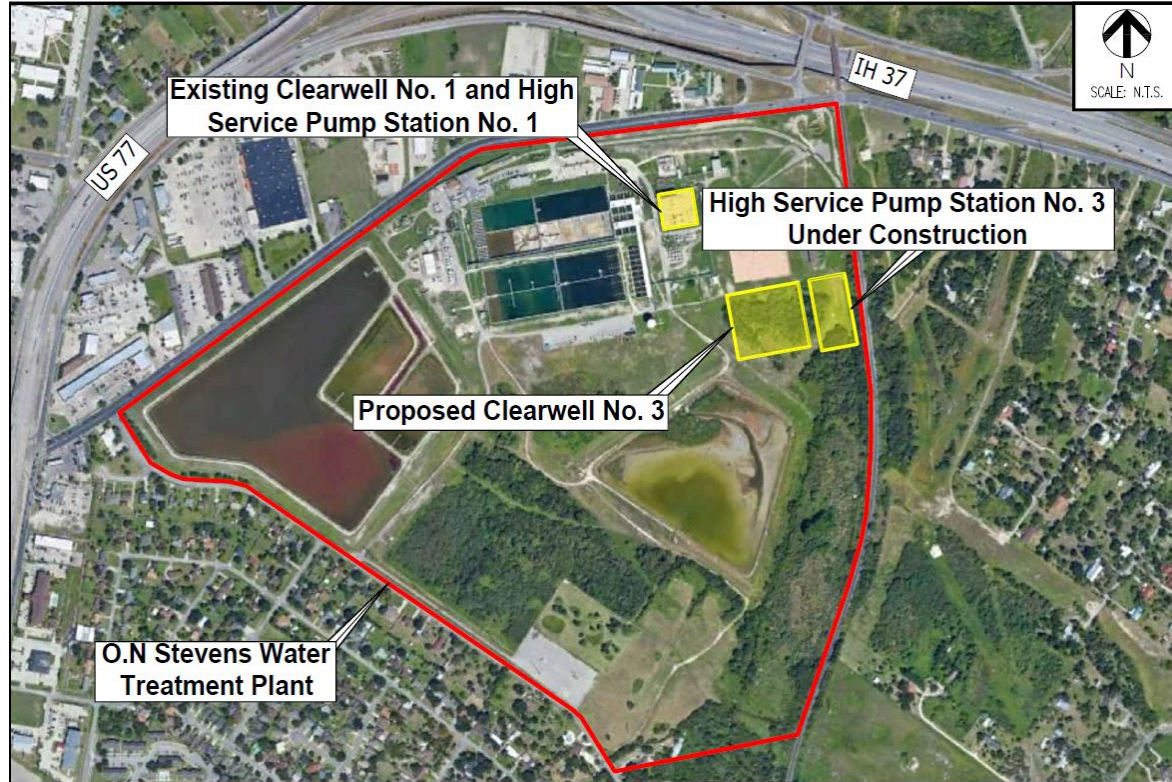 N
SCALE: N.T.S.
IH 37
US 77
Existing Clearwell No. 1 and High
Service Pump Station No. 1
High Service Pump Station No. 3
Under Construction
Proposed Clearwell No. 3
O.N Stevens Water
Treatment Plant